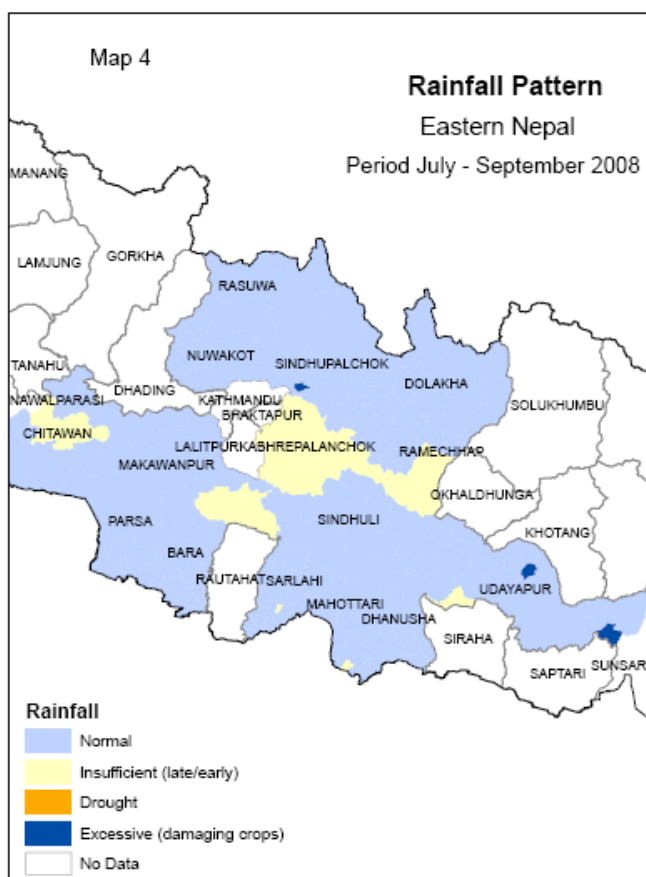 Map 4
Rainfall Pattern
Eastern Nepal
Period July - September 2008
MANANG
LAMJUNG
GORKHA
RASUWA
TANAHU
NUWAKOT
SINDHUPALCHOK
DOLAKHA
DHADING
NAWALPARASI
KATHMANDU
BHAKTAPUR
SOLUKHUMBU
CHITAWAN
LALITPURKABHREPALANCHOK
RAMECHHAP
MAKAWANPUR
OKHALDHUNGA
PARSA
SINDHULI
KHOTANG
BARA
RAUTAHAT
SARLAHI
UDAYAPUR
MAHOTTARI
DHANUSHA
SIRAHA
SAPTARI
SUNSAR
Rainfall
Normal
Insufficient (late/early)
Drought
Excessive (damaging crops)
No Data